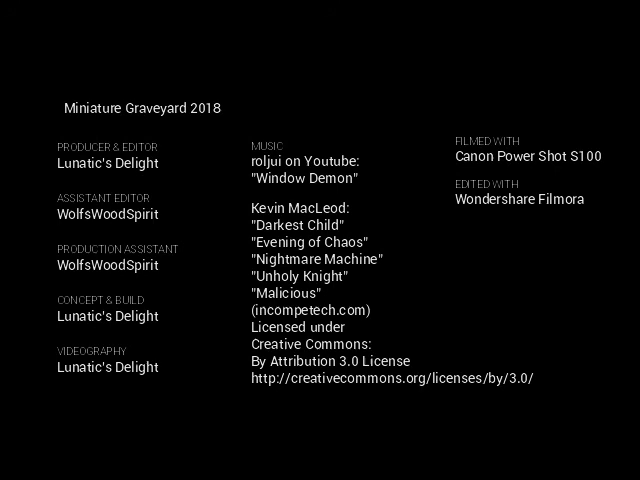 Miniature Graveyard 2018
PRODUCER & EDITOR
Lunatic's Delight
ASSISTANT EDITOR
WolfsWoodSpirit
PRODUCTION ASSISTANT
WolfsWoodSpirit
CONCEPT & BUILD
Lunatic's Delight
VIDEOGRAPHY
Lunatic's Delight
MUSIC
roljui on Youtube:
"Window Demon"
Kevin MacLeod:
"Darkest Child"
"Evening of Chaos"
"Nightmare Machine"
"Unholy Knight"
"Malicious"
(incompetech.com)
Licensed under
Creative Commons:
By Attribution 3.0 License
http://creativecommons.org/licenses/by/3.0/
FILMED WITH
Canon Power Shot S100
EDITED WITH
Wondershare Filmora